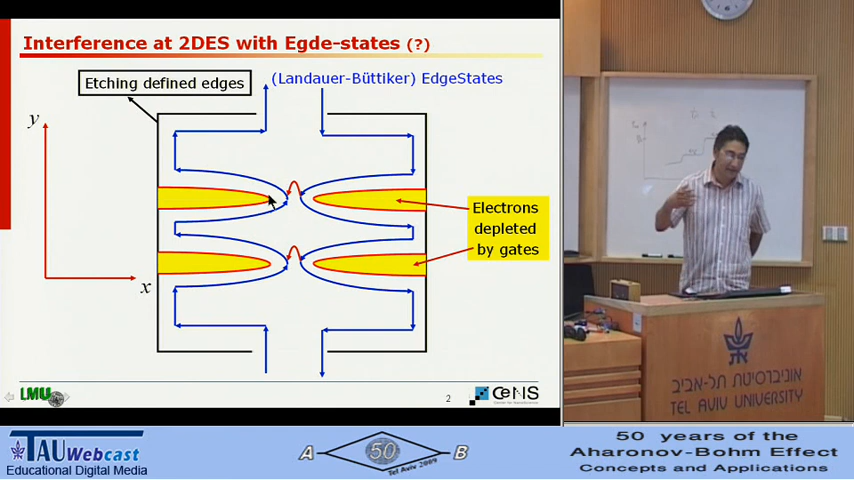 Interference at 2DES with Egde-states (?)
Etching defined edges
(Landauer-Büttiker) EdgeStates
y
x
Electrons
depleted
by gates
LMU
2
CeNS
אוניברסיטת תל-אביב
TEL AVIV UNIVERSITY
TAU Webcast
Educational Digital Media
A 50 B
Tel Aviv 2009
50 years of the
Aharonov-Bohm Effect
Concepts and Applications